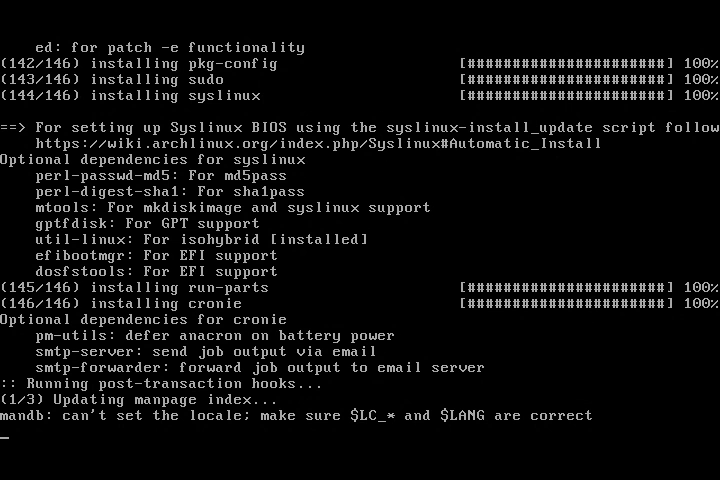 ed: for patch -e functionality
(142/146) installing pkg-config [######################] 100%
(143/146) installing sudo [######################] 100%
(144/146) installing syslinux [######################] 100%
==> For setting up Syslinux BIOS using the syslinux-install_update script follow
https://wiki.archlinux.org/index.php/Syslinux#Automatic_Install
Optional dependencies for syslinux
perl-passwd-md5: For md5pass
perl-digest-sha1: For sha1pass
mtools: For mkdiskimage and syslinux support
gptfdisk: For GPT support
util-linux: For isohybrid [installed]
efibootmgr: For EFI support
dosfstools: For EFI support
(145/146) installing run-parts [######################] 100%
(146/146) installing cronie [######################] 100%
Optional dependencies for cronie
pm-utils: defer anacron on battery power
smtp-server: send job output via email
smtp-forwarder: forward job output to email server
:: Running post-transaction hooks...
(1/3) Updating manpage index...
mandb: can't set the locale; make sure $LC_* and $LANG are correct
_